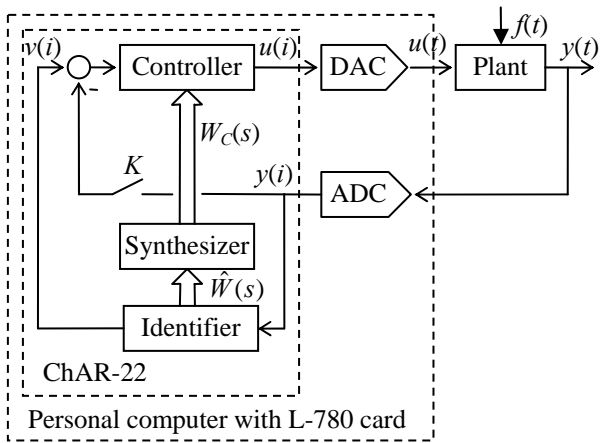 v(i)
Controller
u(i)
DAC
u(t)
f(t)
Plant
y(t)
-
W_C(s)
K
y(i)
ADC
Synthesizer
Ŵ(s)
Identifier
ChAR-22
Personal computer with L-780 card